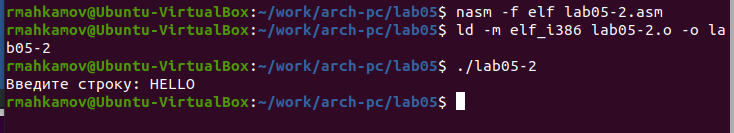 rmahkamov@Ubuntu-VirtualBox:~/work/arch-pc/lab05$ nasm -f elf lab05-2.asm
rmahkamov@Ubuntu-VirtualBox:~/work/arch-pc/lab05$ ld -m elf_i386 lab05-2.o -o la
b05-2
rmahkamov@Ubuntu-VirtualBox:~/work/arch-pc/lab05$ ./lab05-2
Введите строку: HELLO
rmahkamov@Ubuntu-VirtualBox:~/work/arch-pc/lab05$